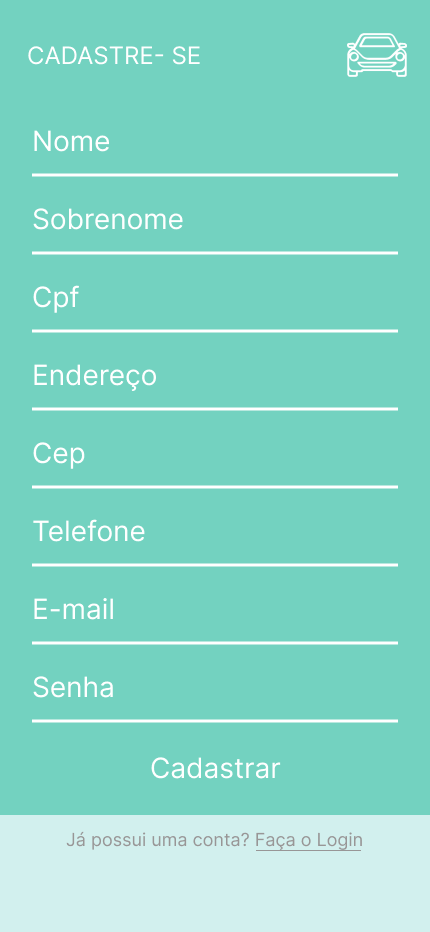 CADASTRE- SE
Nome
Sobrenome
Cpf
Endereço
Cep
Telefone
E-mail
Senha
Cadastrar
Já possui uma conta? Faça o Login